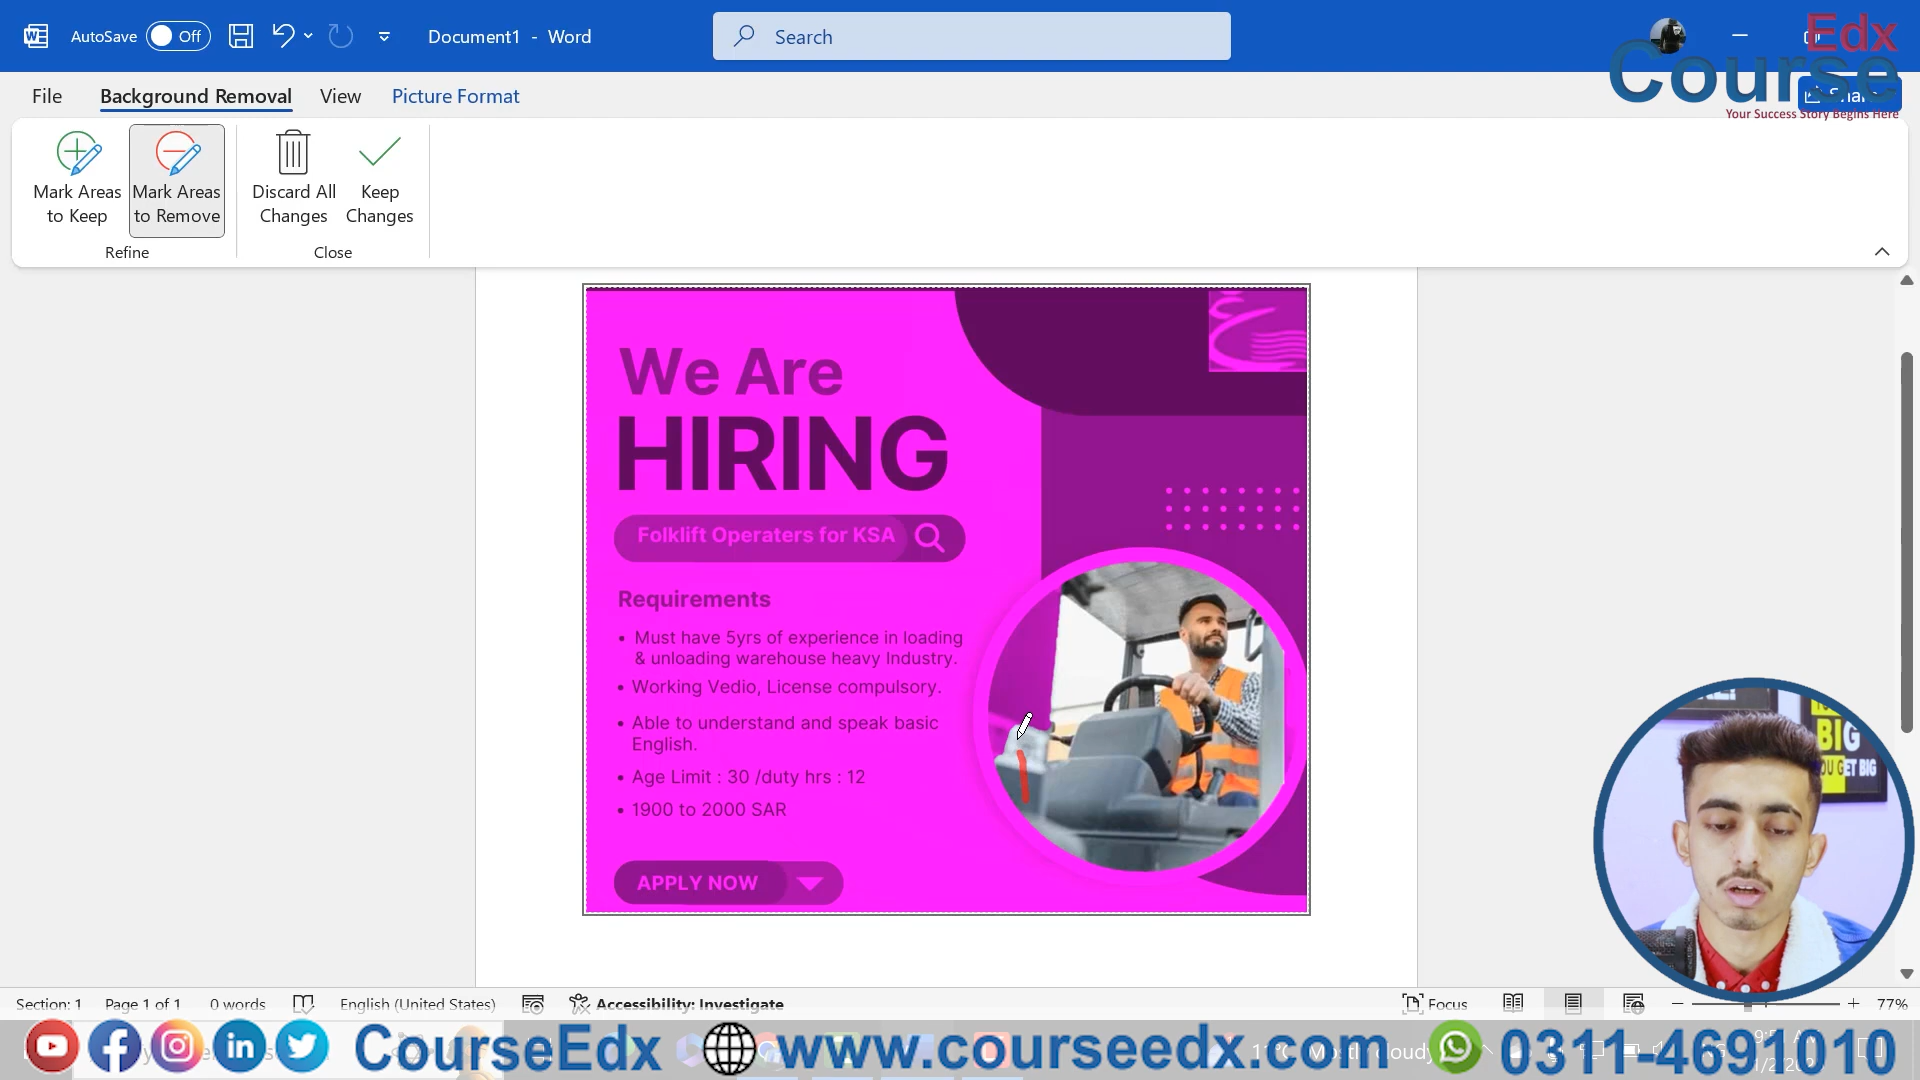 AutoSave Off Document1 - Word Search
Edx
Course
Your Success Story Begins Here
File Background Removal View Picture Format
Mark Areas to Keep
Mark Areas to Remove
Discard All Changes
Keep Changes
Refine Close
We Are
HIRING
Folklift Operaters for KSA
Requirements
• Must have 5yrs of experience in loading
& unloading warehouse heavy Industry.
• Working Vedio, License compulsory.
• Able to understand and speak basic
English.
• Age Limit : 30 /duty hrs : 12
• 1900 to 2000 SAR
APPLY NOW
BIG
YOU GET BIG
Section: 1 Page 1 of 1 0 words English (United States) Accessibility: Investigate Focus 77%
CourseEdx www.courseedx.com 0311-4691010